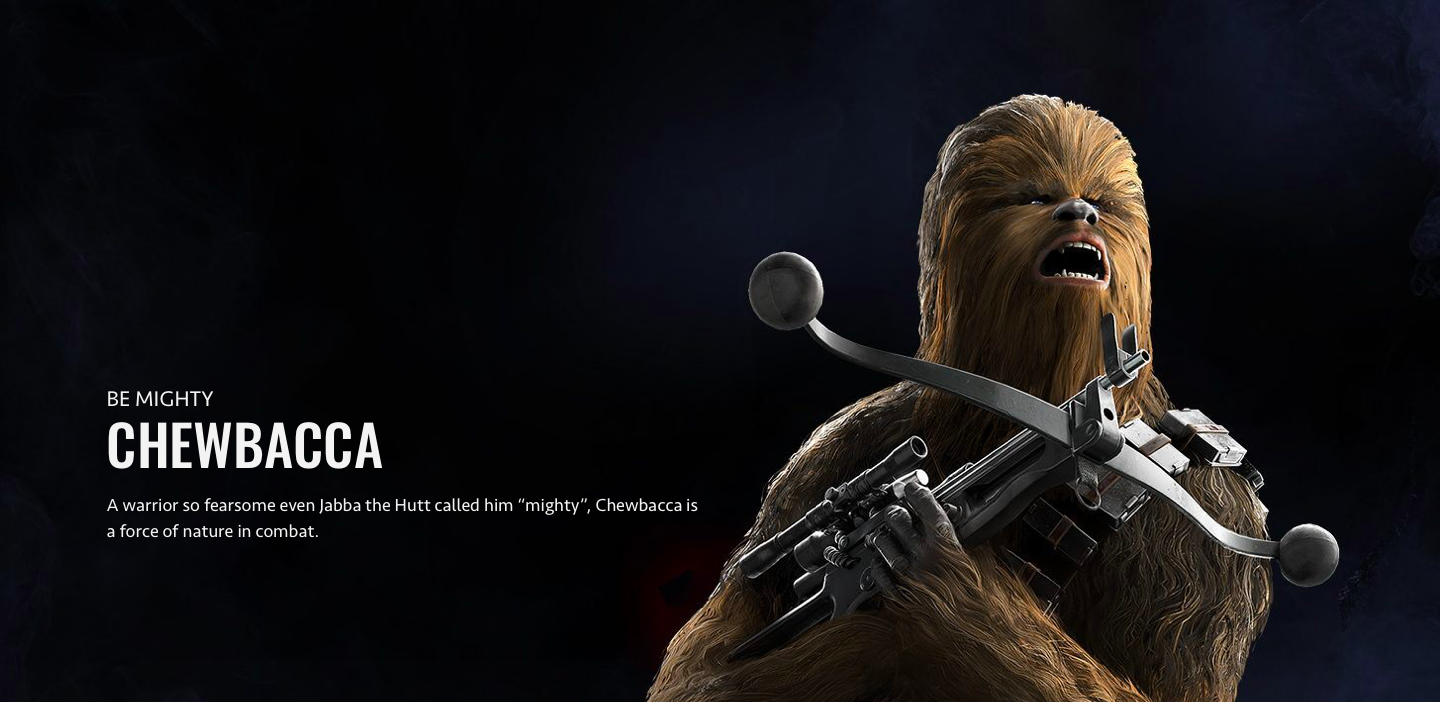 BE MIGHTY
CHEWBACCA
A warrior so fearsome even Jabba the Hutt called him “mighty”, Chewbacca is
a force of nature in combat.